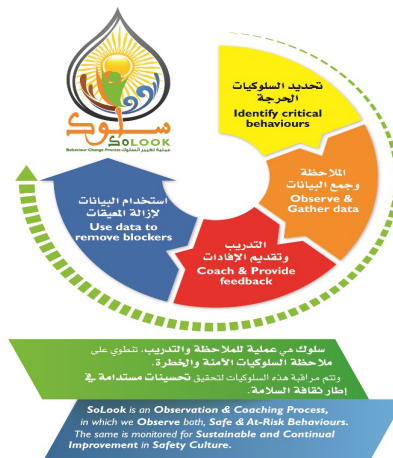 سلوك
SOLOOK
Behaviour Change Process عملية تغيير السلوك
تحديد السلوكيات
الحرجة
Identify critical
behaviours
الملاحظة
وجمع البيانات
Observe &
Gather data
التدريب
وتقديم الإفادات
Coach & Provide
feedback
استخدام البيانات
لإزالة المعيقات
Use data to
remove blockers
سلوك هي عملية للملاحظة والتدريب، تنطوي على
ملاحظة السلوكيات الآمنة والخطرة.
وتتم مراقبة هذه السلوكيات لتحقيق تحسينات مستدامة في
إطار ثقافة السلامة.
SoLook is an Observation & Coaching Process,
in which we Observe both, Safe & At-Risk Behaviours.
The same is monitored for Sustainable and Continual
Improvement in Safety Culture.